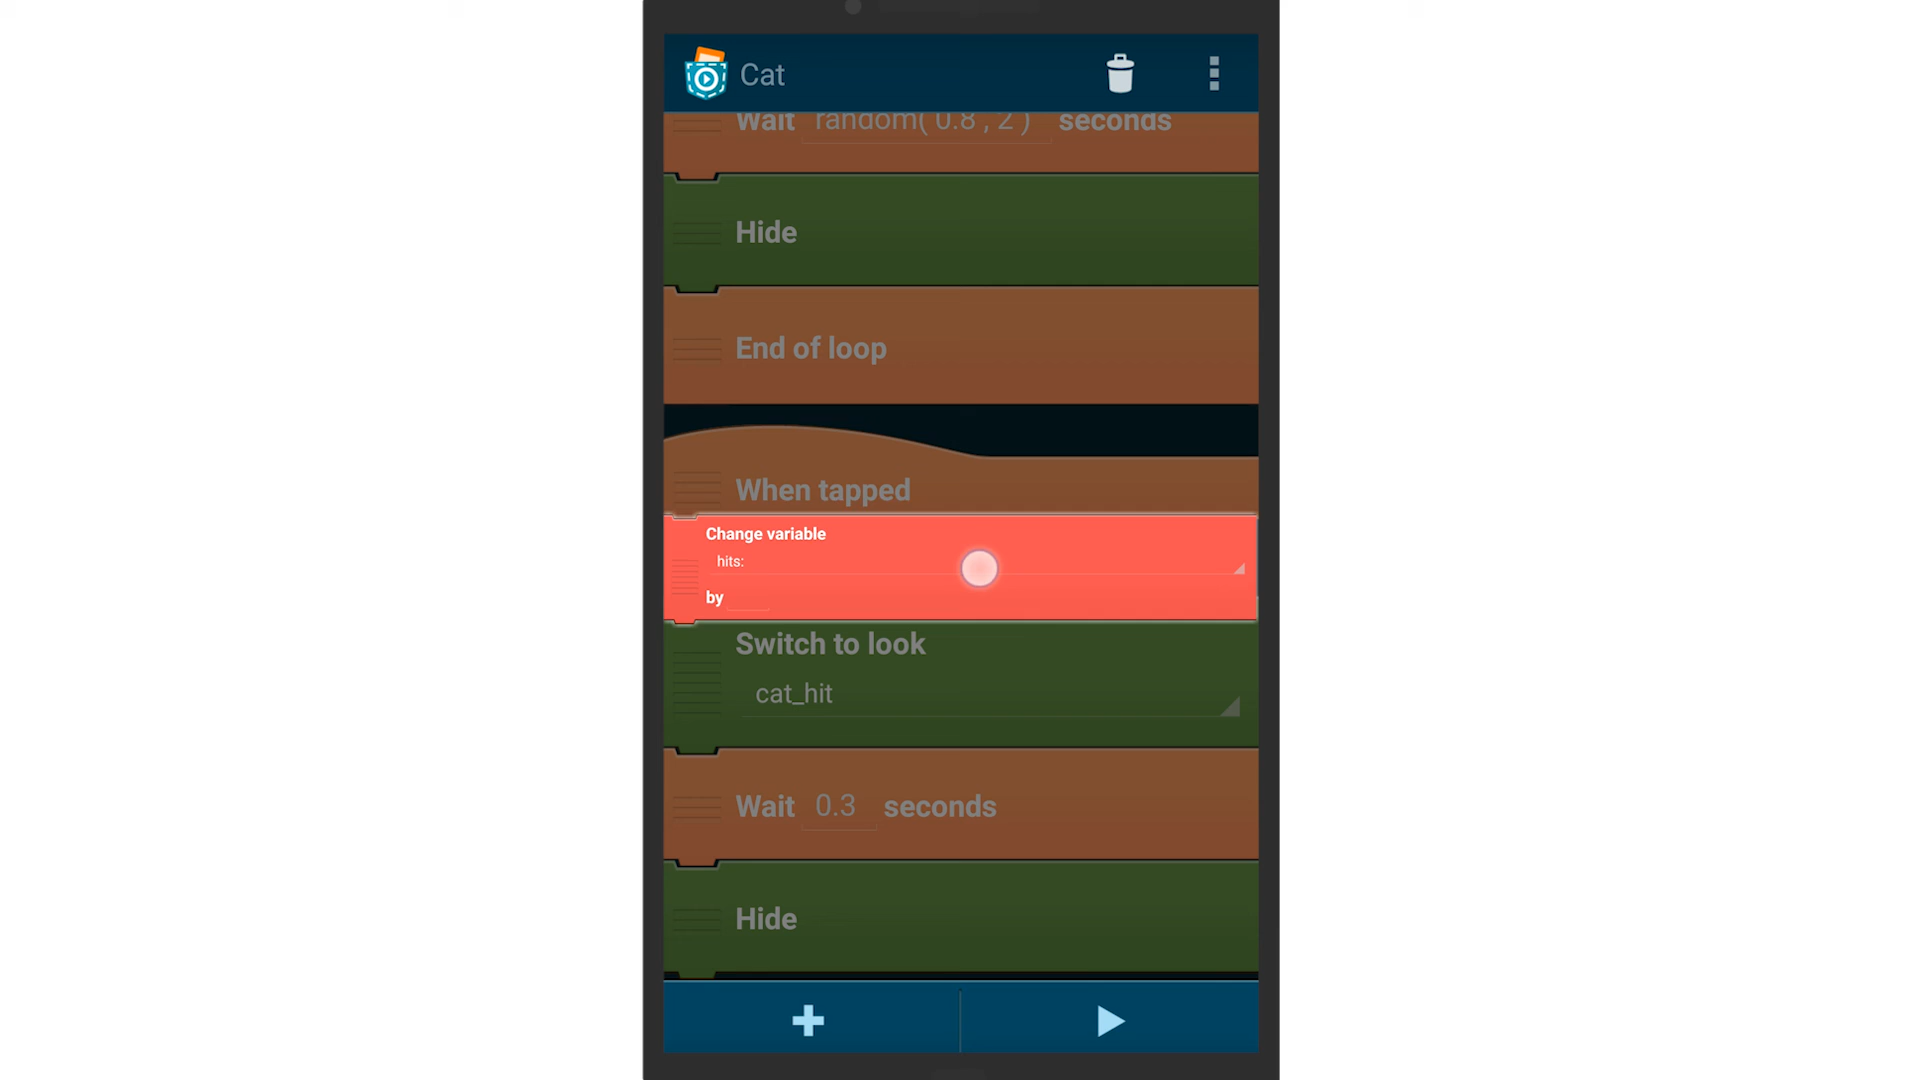 Cat
Wait random( 0.8 , 2 ) seconds
Hide
End of loop
When tapped
Change variable
hits:
by
Switch to look
cat_hit
Wait 0.3 seconds
Hide